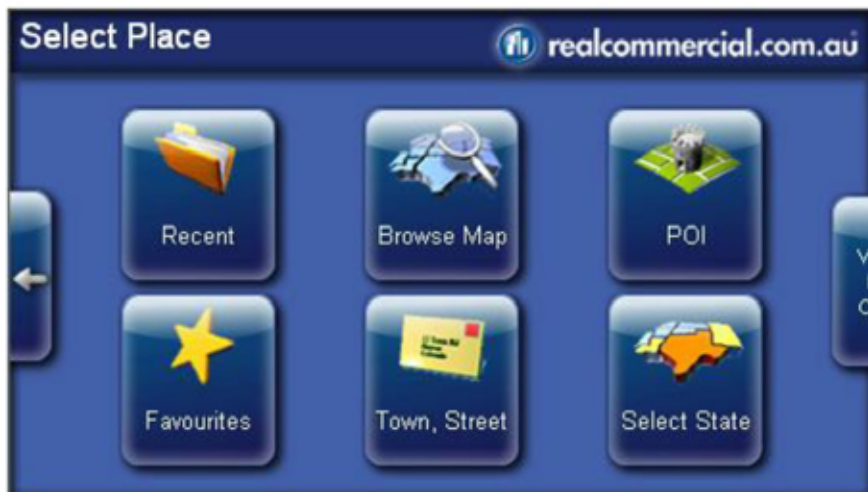 Select Place
realcommercial.com.au
Recent
Browse Map
POI
Favourites
Town, Street
Select State